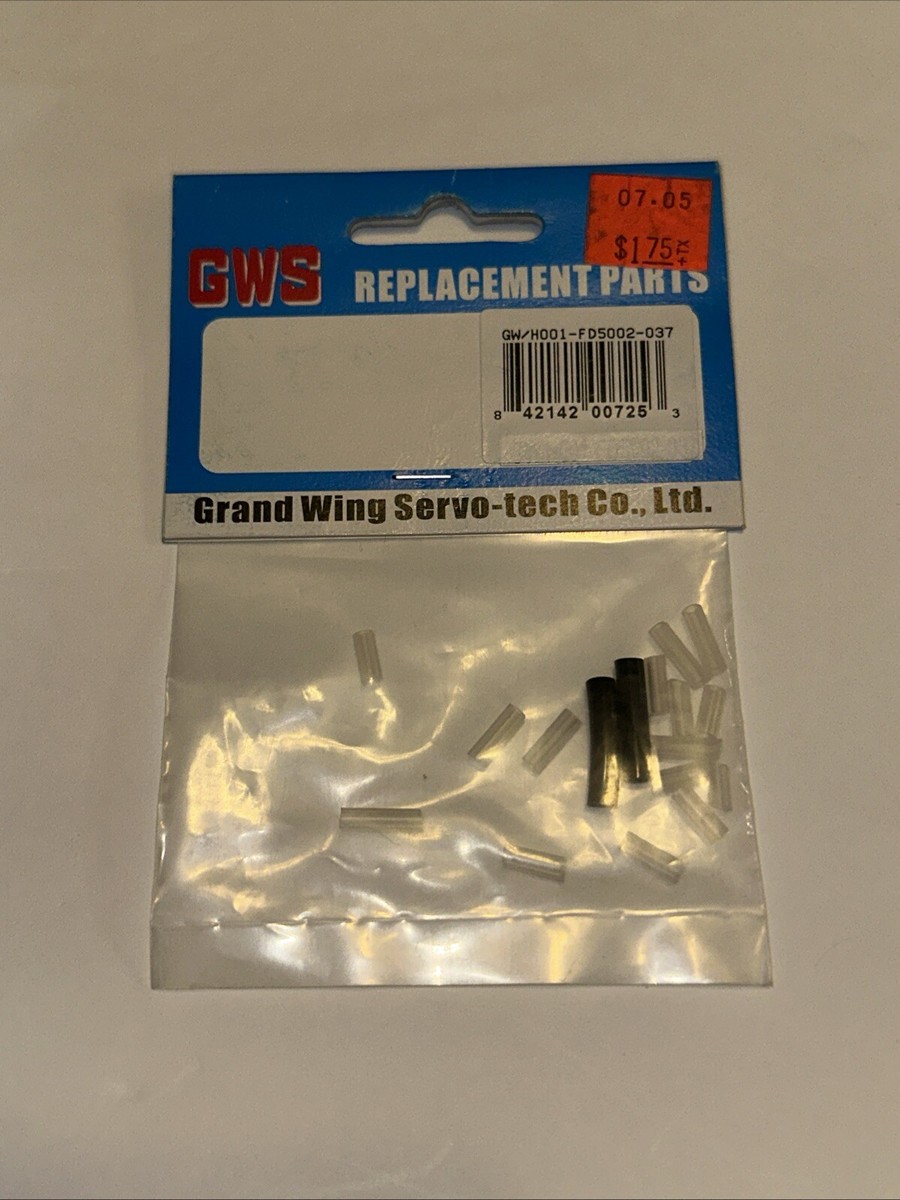 07.05
$1.75 +TX
GWS
REPLACEMENT PARTS
GW/H001-FD5002-037
8 42142 00725 3
Grand Wing Servo-tech Co., Ltd.